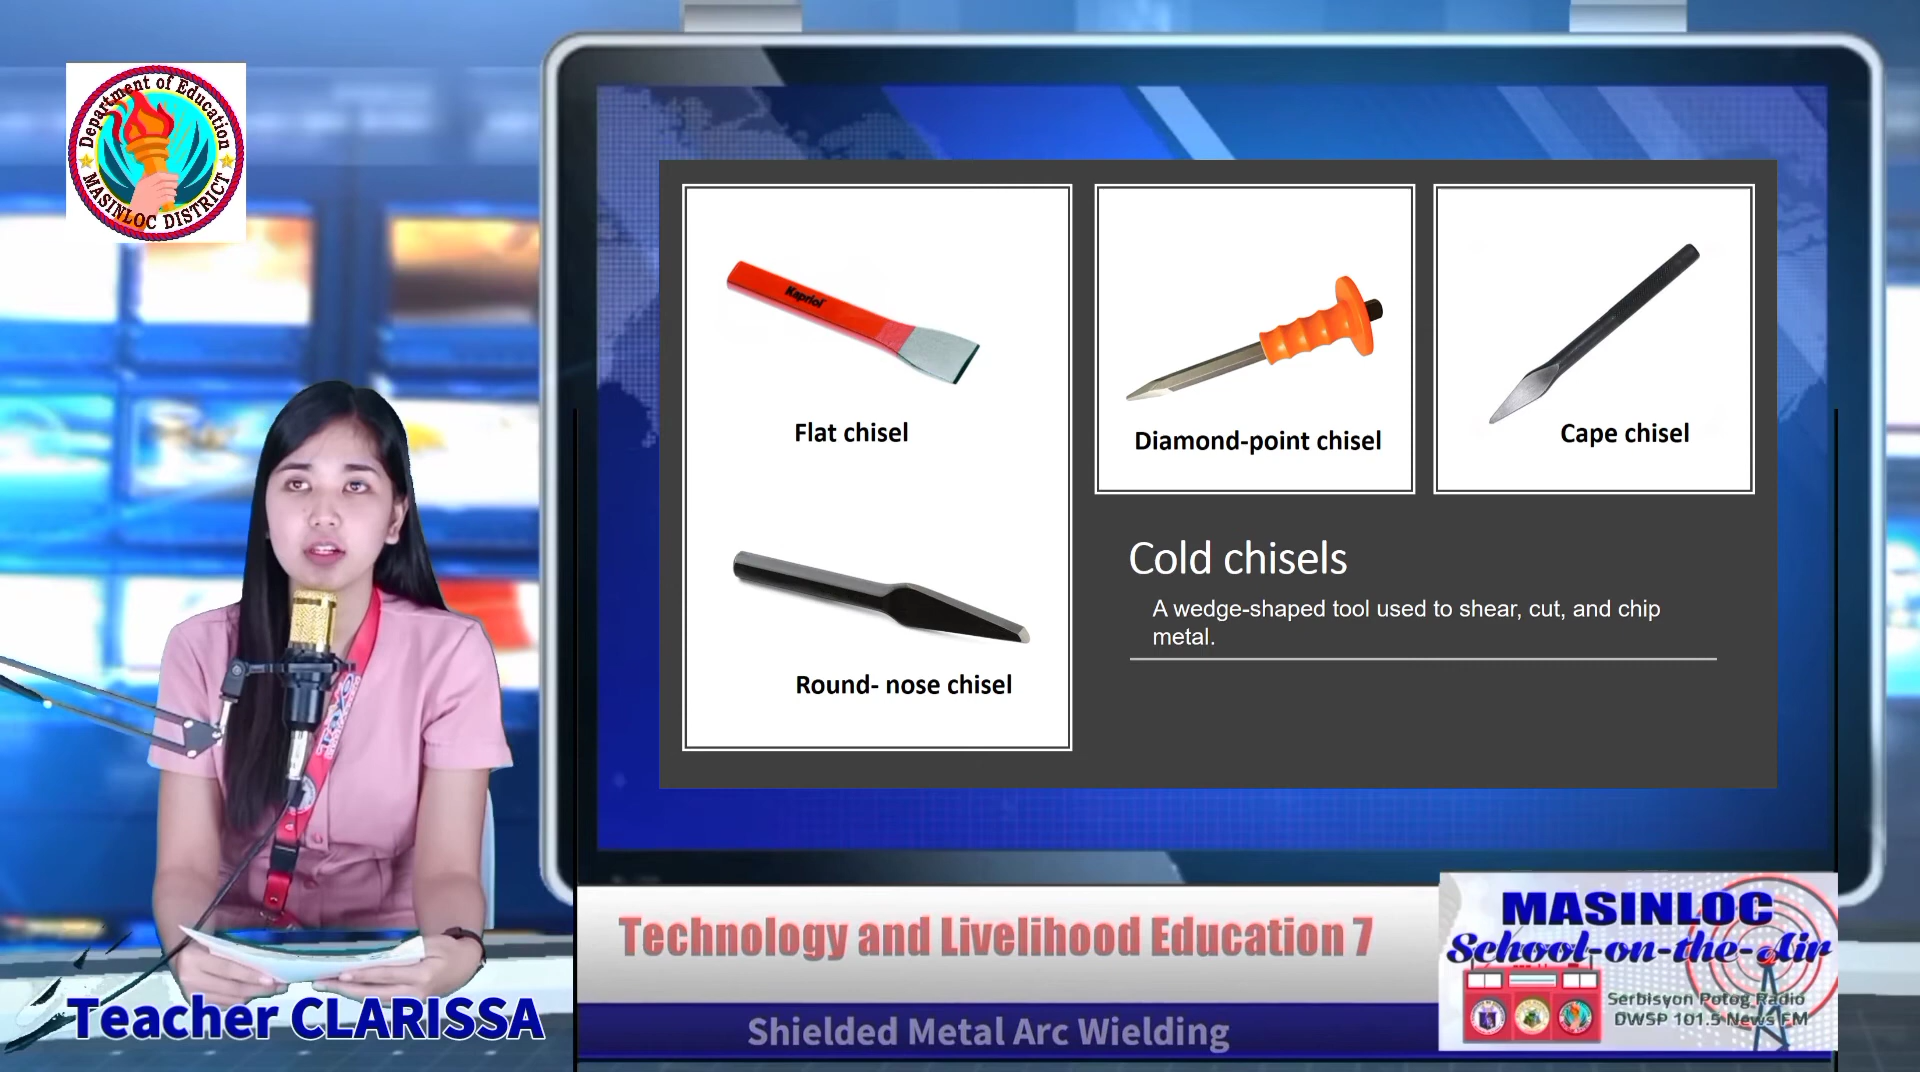 Department of Education
MASINLOC DISTRICT
Kapriol
Flat chisel
Diamond-point chisel
Cape chisel
Cold chisels
A wedge-shaped tool used to shear, cut, and chip
metal.
Round- nose chisel
Technology and Livelihood Education 7
MASINLOC
School-on-the-Air
Serbisyon Potog Radio
DWSP 101.5 News FM
Teacher CLARISSA
Shielded Metal Arc Wielding